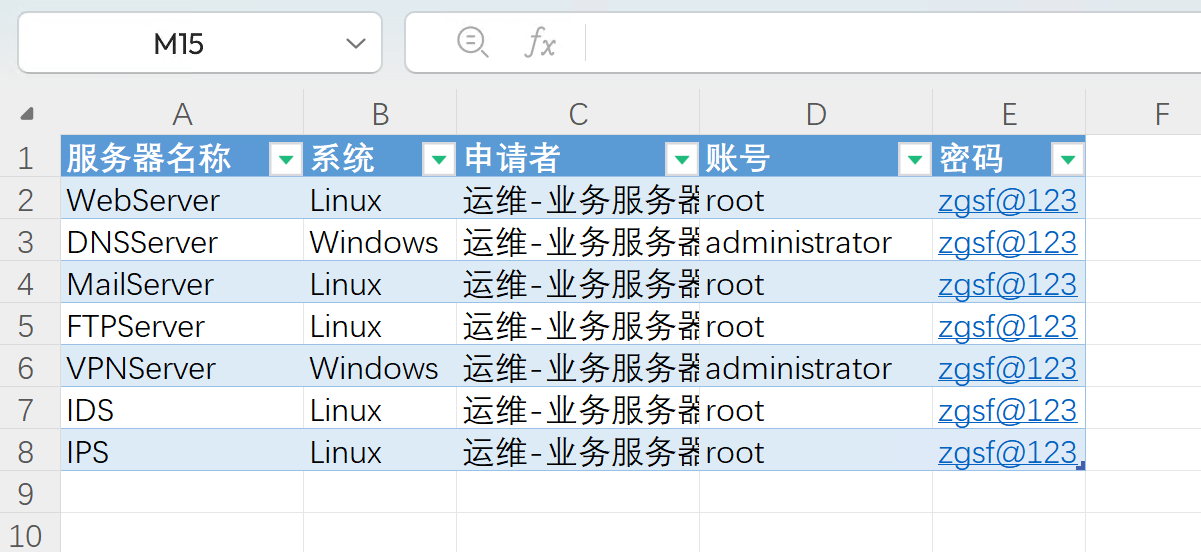 M15 fx
A B C D E F
1 服务器名称 系统 申请者 账号 密码
2 WebServer Linux 运维-业务服务器 root zgsf@123
3 DNSServer Windows 运维-业务服务器 administrator zgsf@123
4 MailServer Linux 运维-业务服务器 root zgsf@123
5 FTPServer Linux 运维-业务服务器 root zgsf@123
6 VPNServer Windows 运维-业务服务器 administrator zgsf@123
7 IDS Linux 运维-业务服务器 root zgsf@123
8 IPS Linux 运维-业务服务器 root zgsf@123
9
10